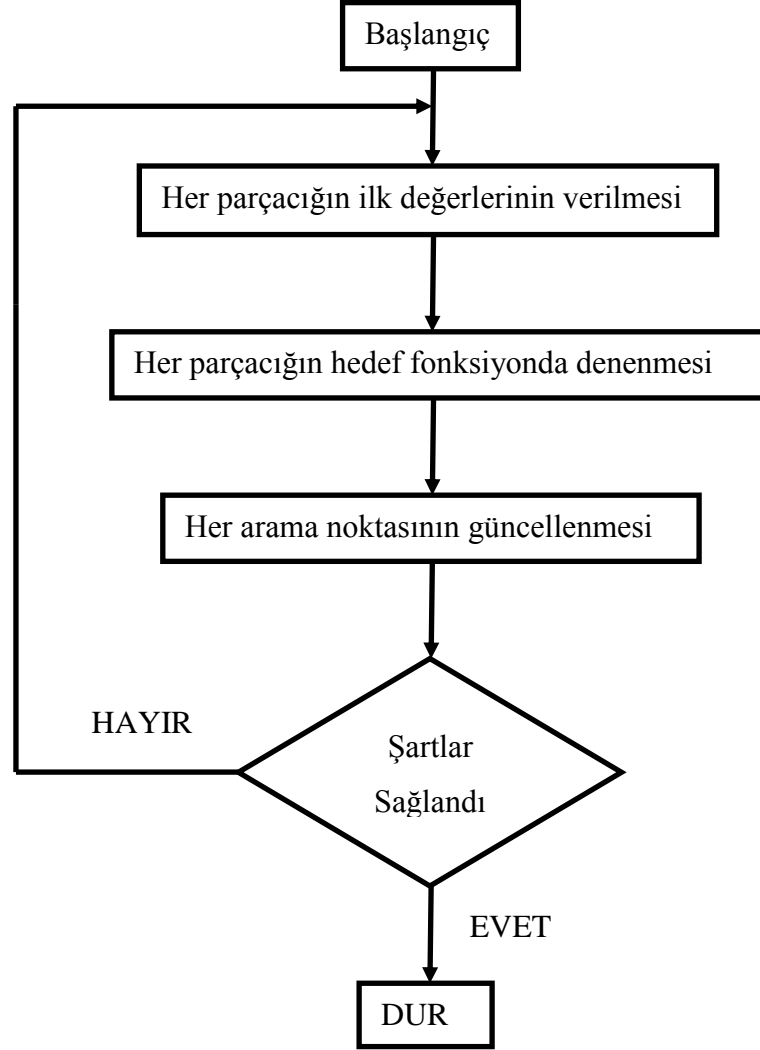 Başlangıç
Her parçacığın ilk değerlerinin verilmesi
Her parçacığın hedef fonksiyonda denenmesi
Her arama noktasının güncellenmesi
HAYIR
Şartlar
Sağlandı
EVET
DUR